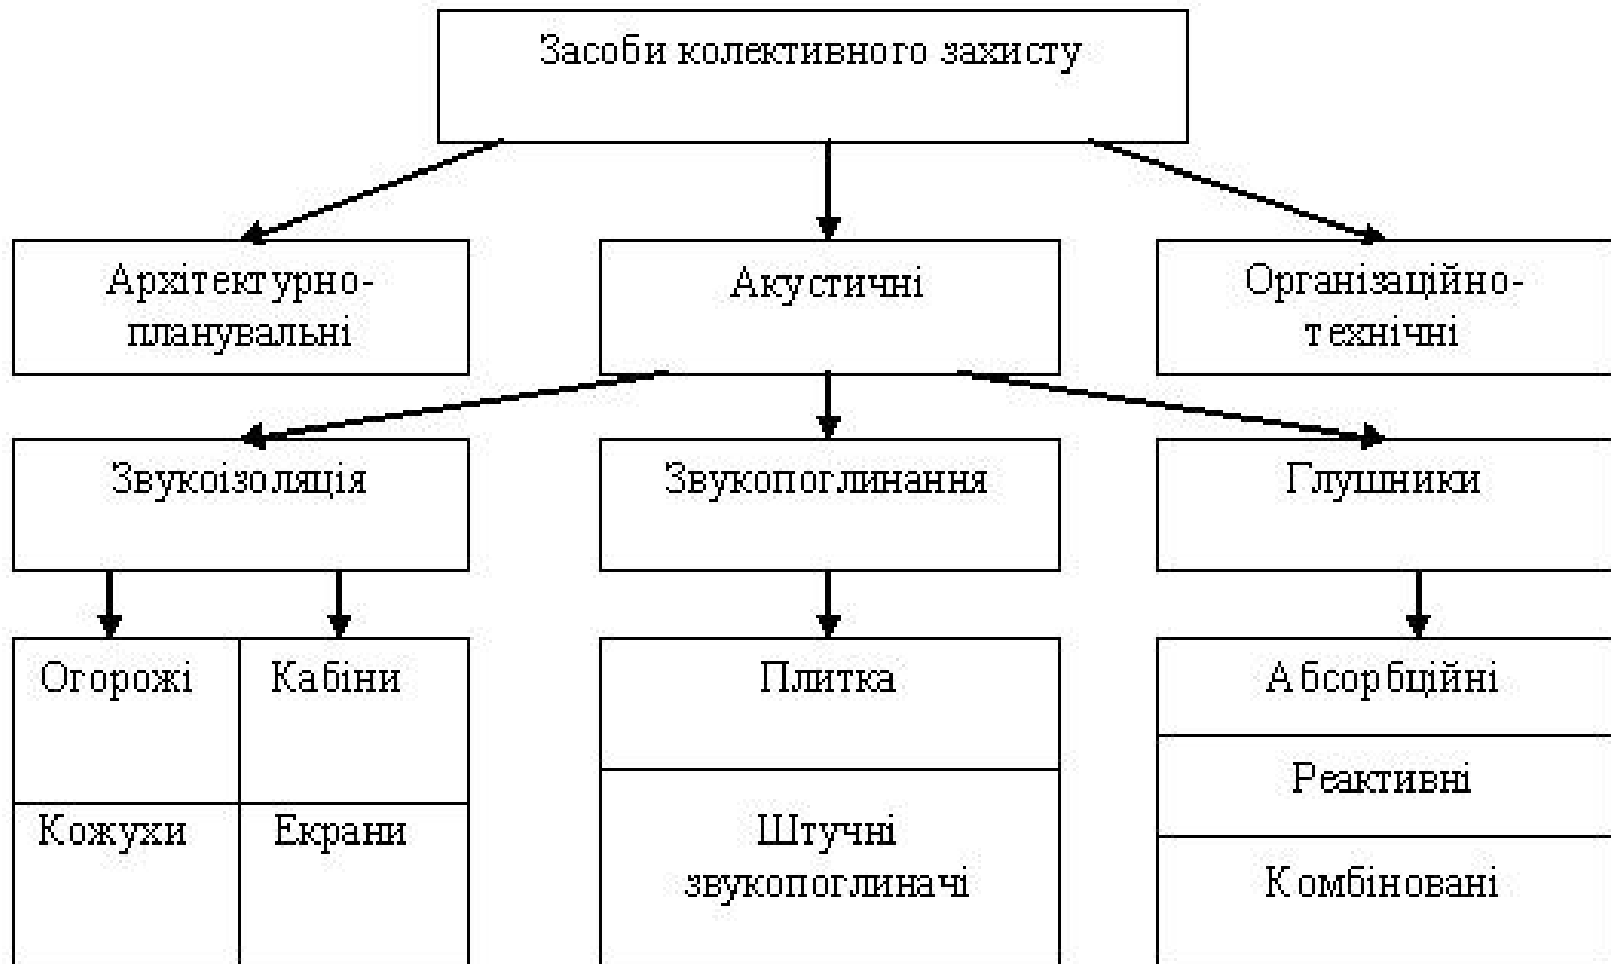 Засоби колективного захисту
Архітектурно-
планувальні
Акустичні
Організаційно-
технічні
Звукоізоляція
Звукопоглинання
Глушники
Огорожі
Кабіни
Кожухи
Екрани
Плитка
Штучні
звукопоглиначі
Абсорбційні
Реактивні
Комбіновані